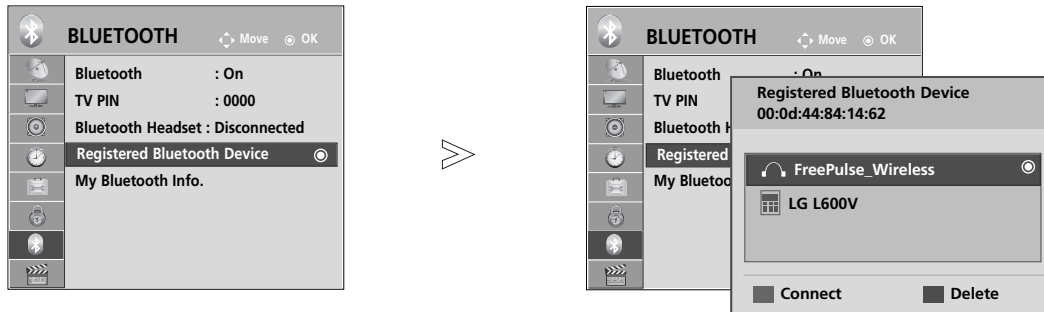 BLUETOOTH Move OK
Bluetooth : On
TV PIN : 0000
Bluetooth Headset : Disconnected
Registered Bluetooth Device
My Bluetooth Info.
BLUETOOTH Move OK
Bluetooth : On
TV PIN
Bluetooth H
Registered
My Bluetoo
Registered Bluetooth Device
00:0d:44:84:14:62
FreePulse_Wireless
LG L600V
Connect Delete